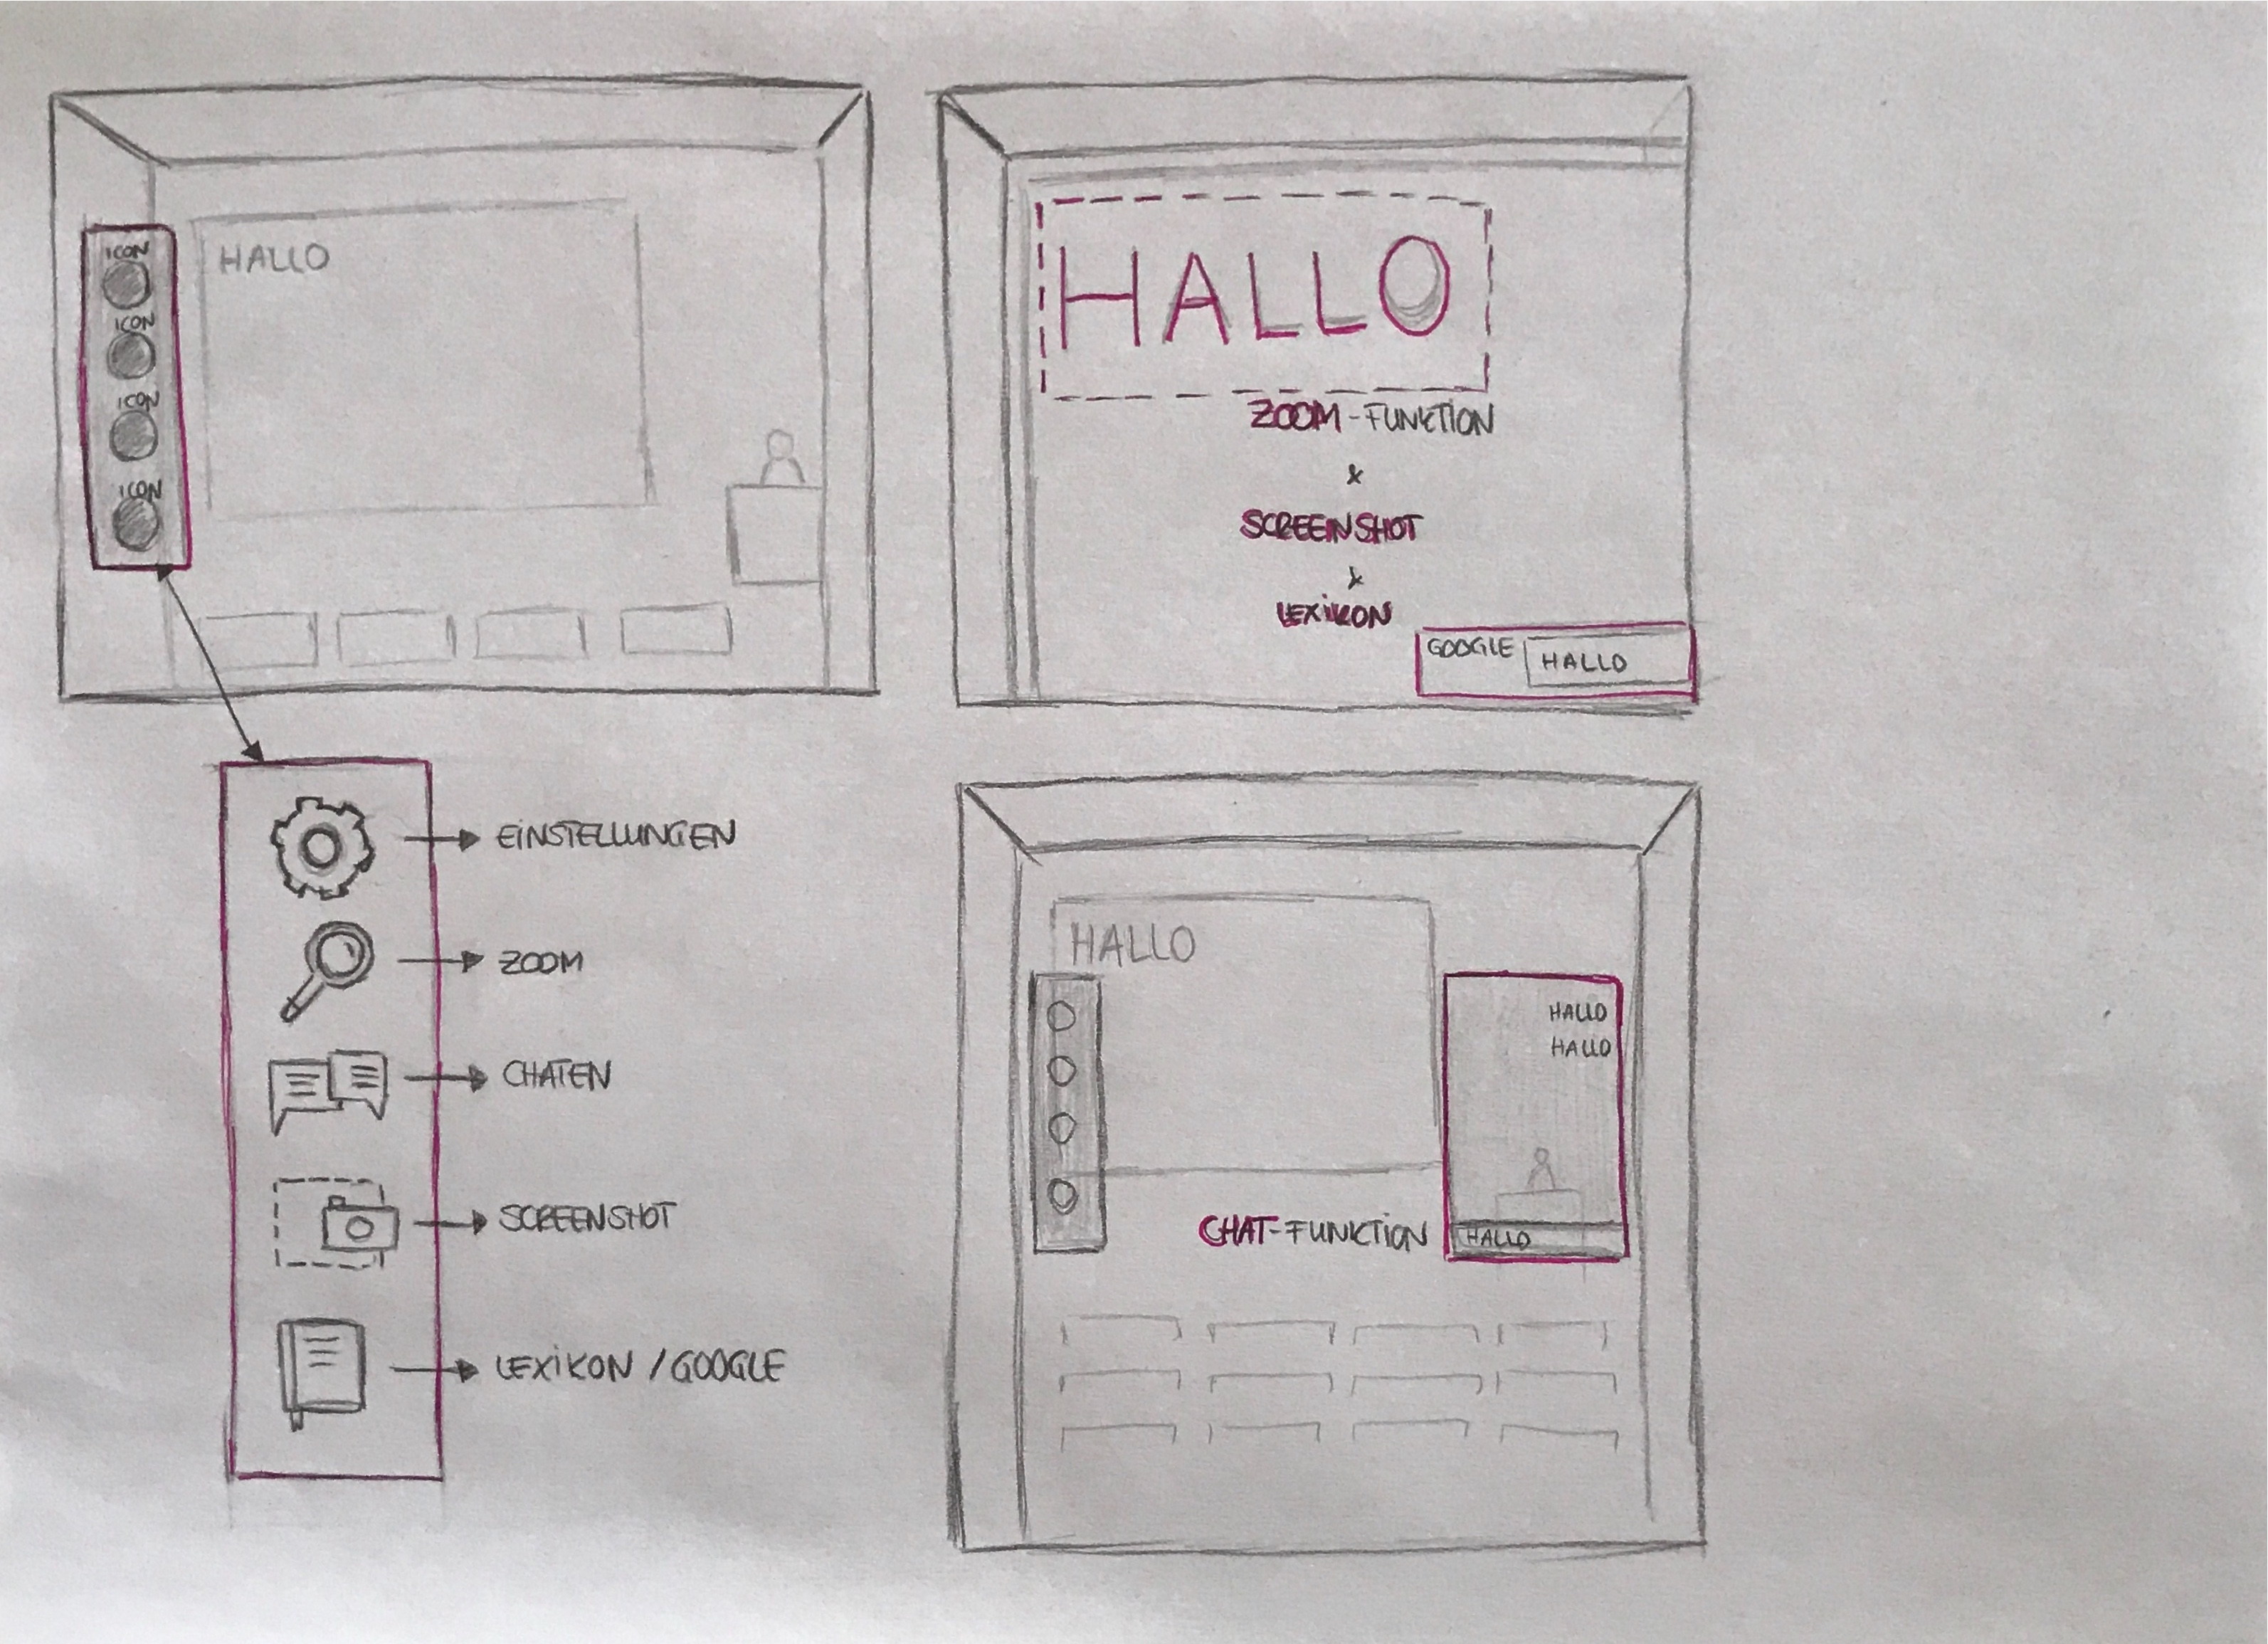 ICON
HALLO
ICON
ICON
ICON
HALLO
ZOOM-FUNKTION
&
SCREENSHOT
&
LEXIKON
GOOGLE HALLO
EINSTELLUNGEN
ZOOM
CHATEN
SCREENSHOT
LEXIKON / GOOGLE
HALLO
HALLO
HALLO
CHAT-FUNKTION
HALLO